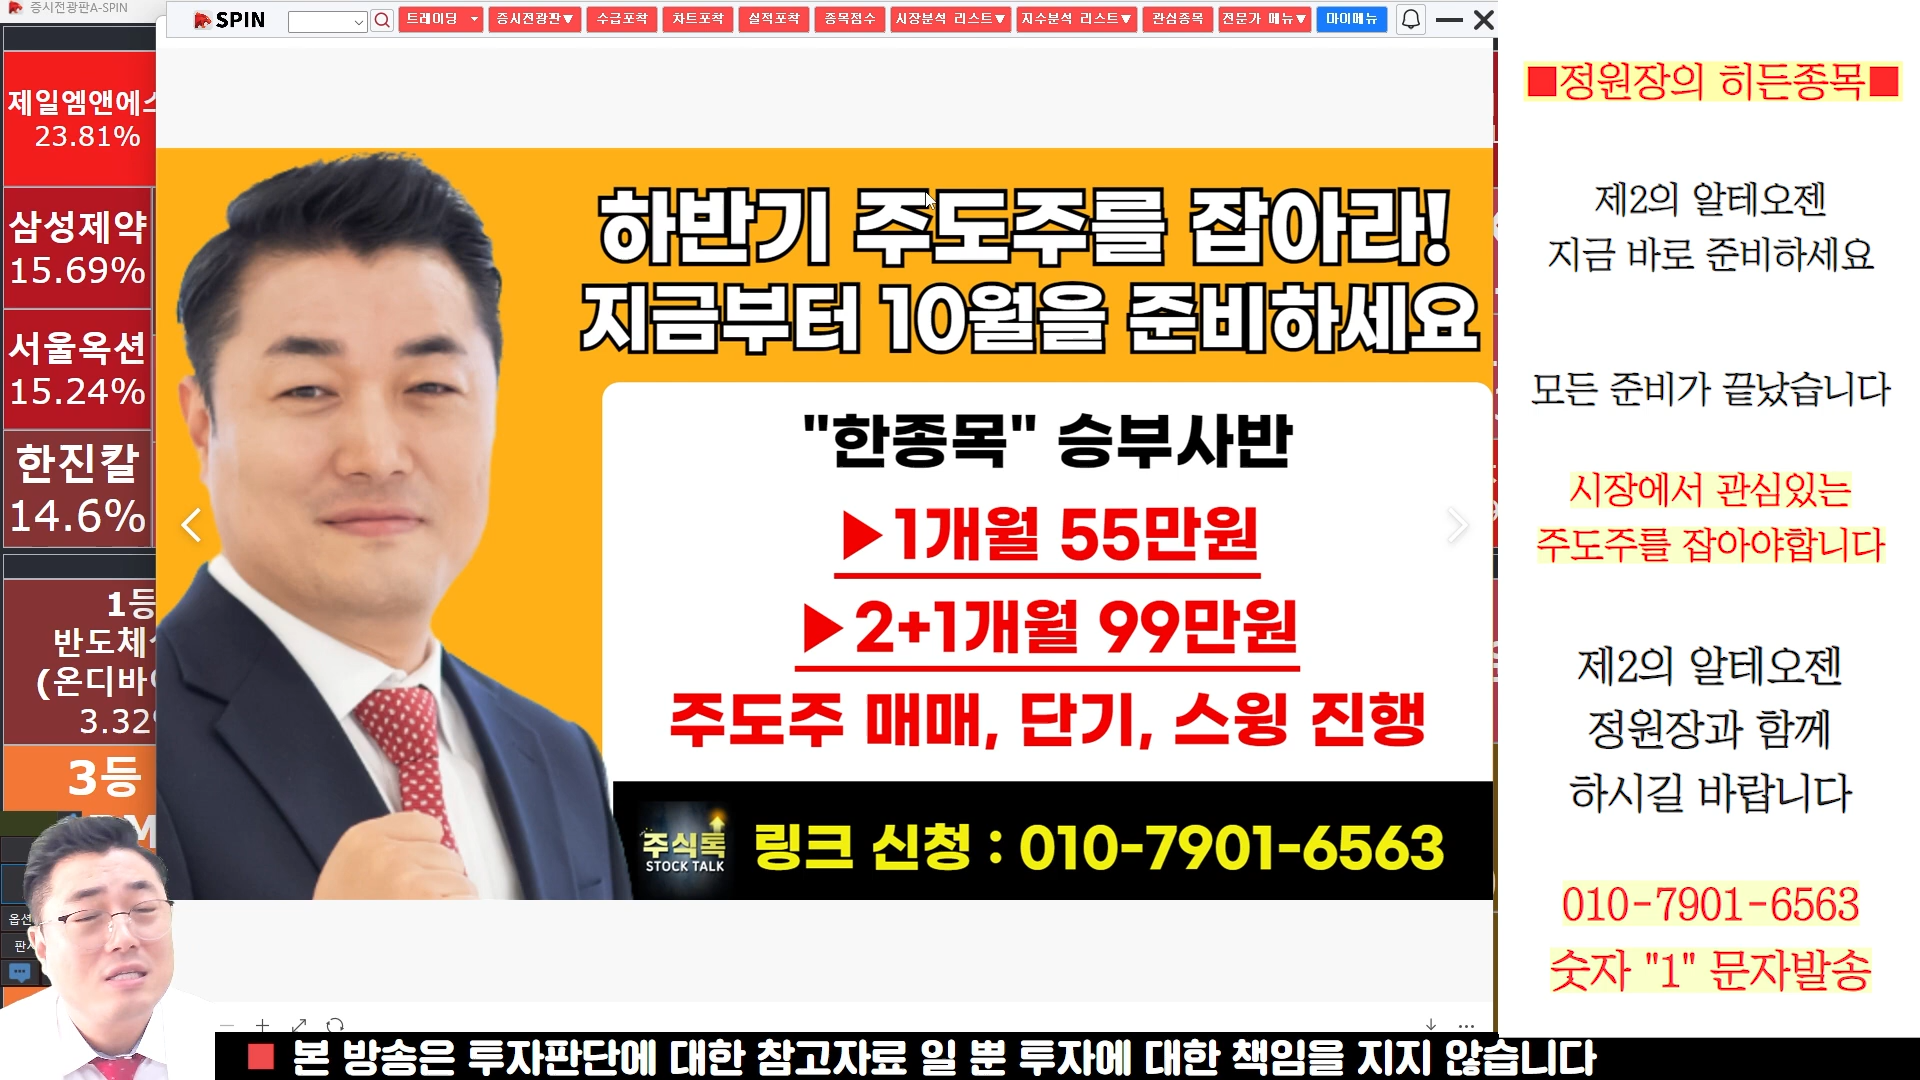 증시전광판A-SPIN
SPIN
트레이딩
증시전광판▼
수급포착
차트포착
실적포착
종목점수
시장분석 리스트▼
지수분석 리스트▼
관심종목
전문가 메뉴▼
마이메뉴
제일엠앤에스
23.81%
삼성제약
15.69%
서울옥션
15.24%
한진칼
14.6%
1등
반도체
(온디바
3.32
3등
옵션
하반기 주도주를 잡아라!
지금부터 10월을 준비하세요
"한종목" 승부사반
▶1개월 55만원
▶2+1개월 99만원
주도주 매매, 단기, 스윙 진행
주식톡
STOCK TALK
링크 신청 : 010-7901-6563
■정원장의 히든종목■
제2의 알테오젠
지금 바로 준비하세요
모든 준비가 끝났습니다
시장에서 관심있는
주도주를 잡아야합니다
제2의 알테오젠
정원장과 함께
하시길 바랍니다
010-7901-6563
숫자 "1" 문자발송
본 방송은 투자판단에 대한 참고자료 일 뿐 투자에 대한 책임을 지지 않습니다